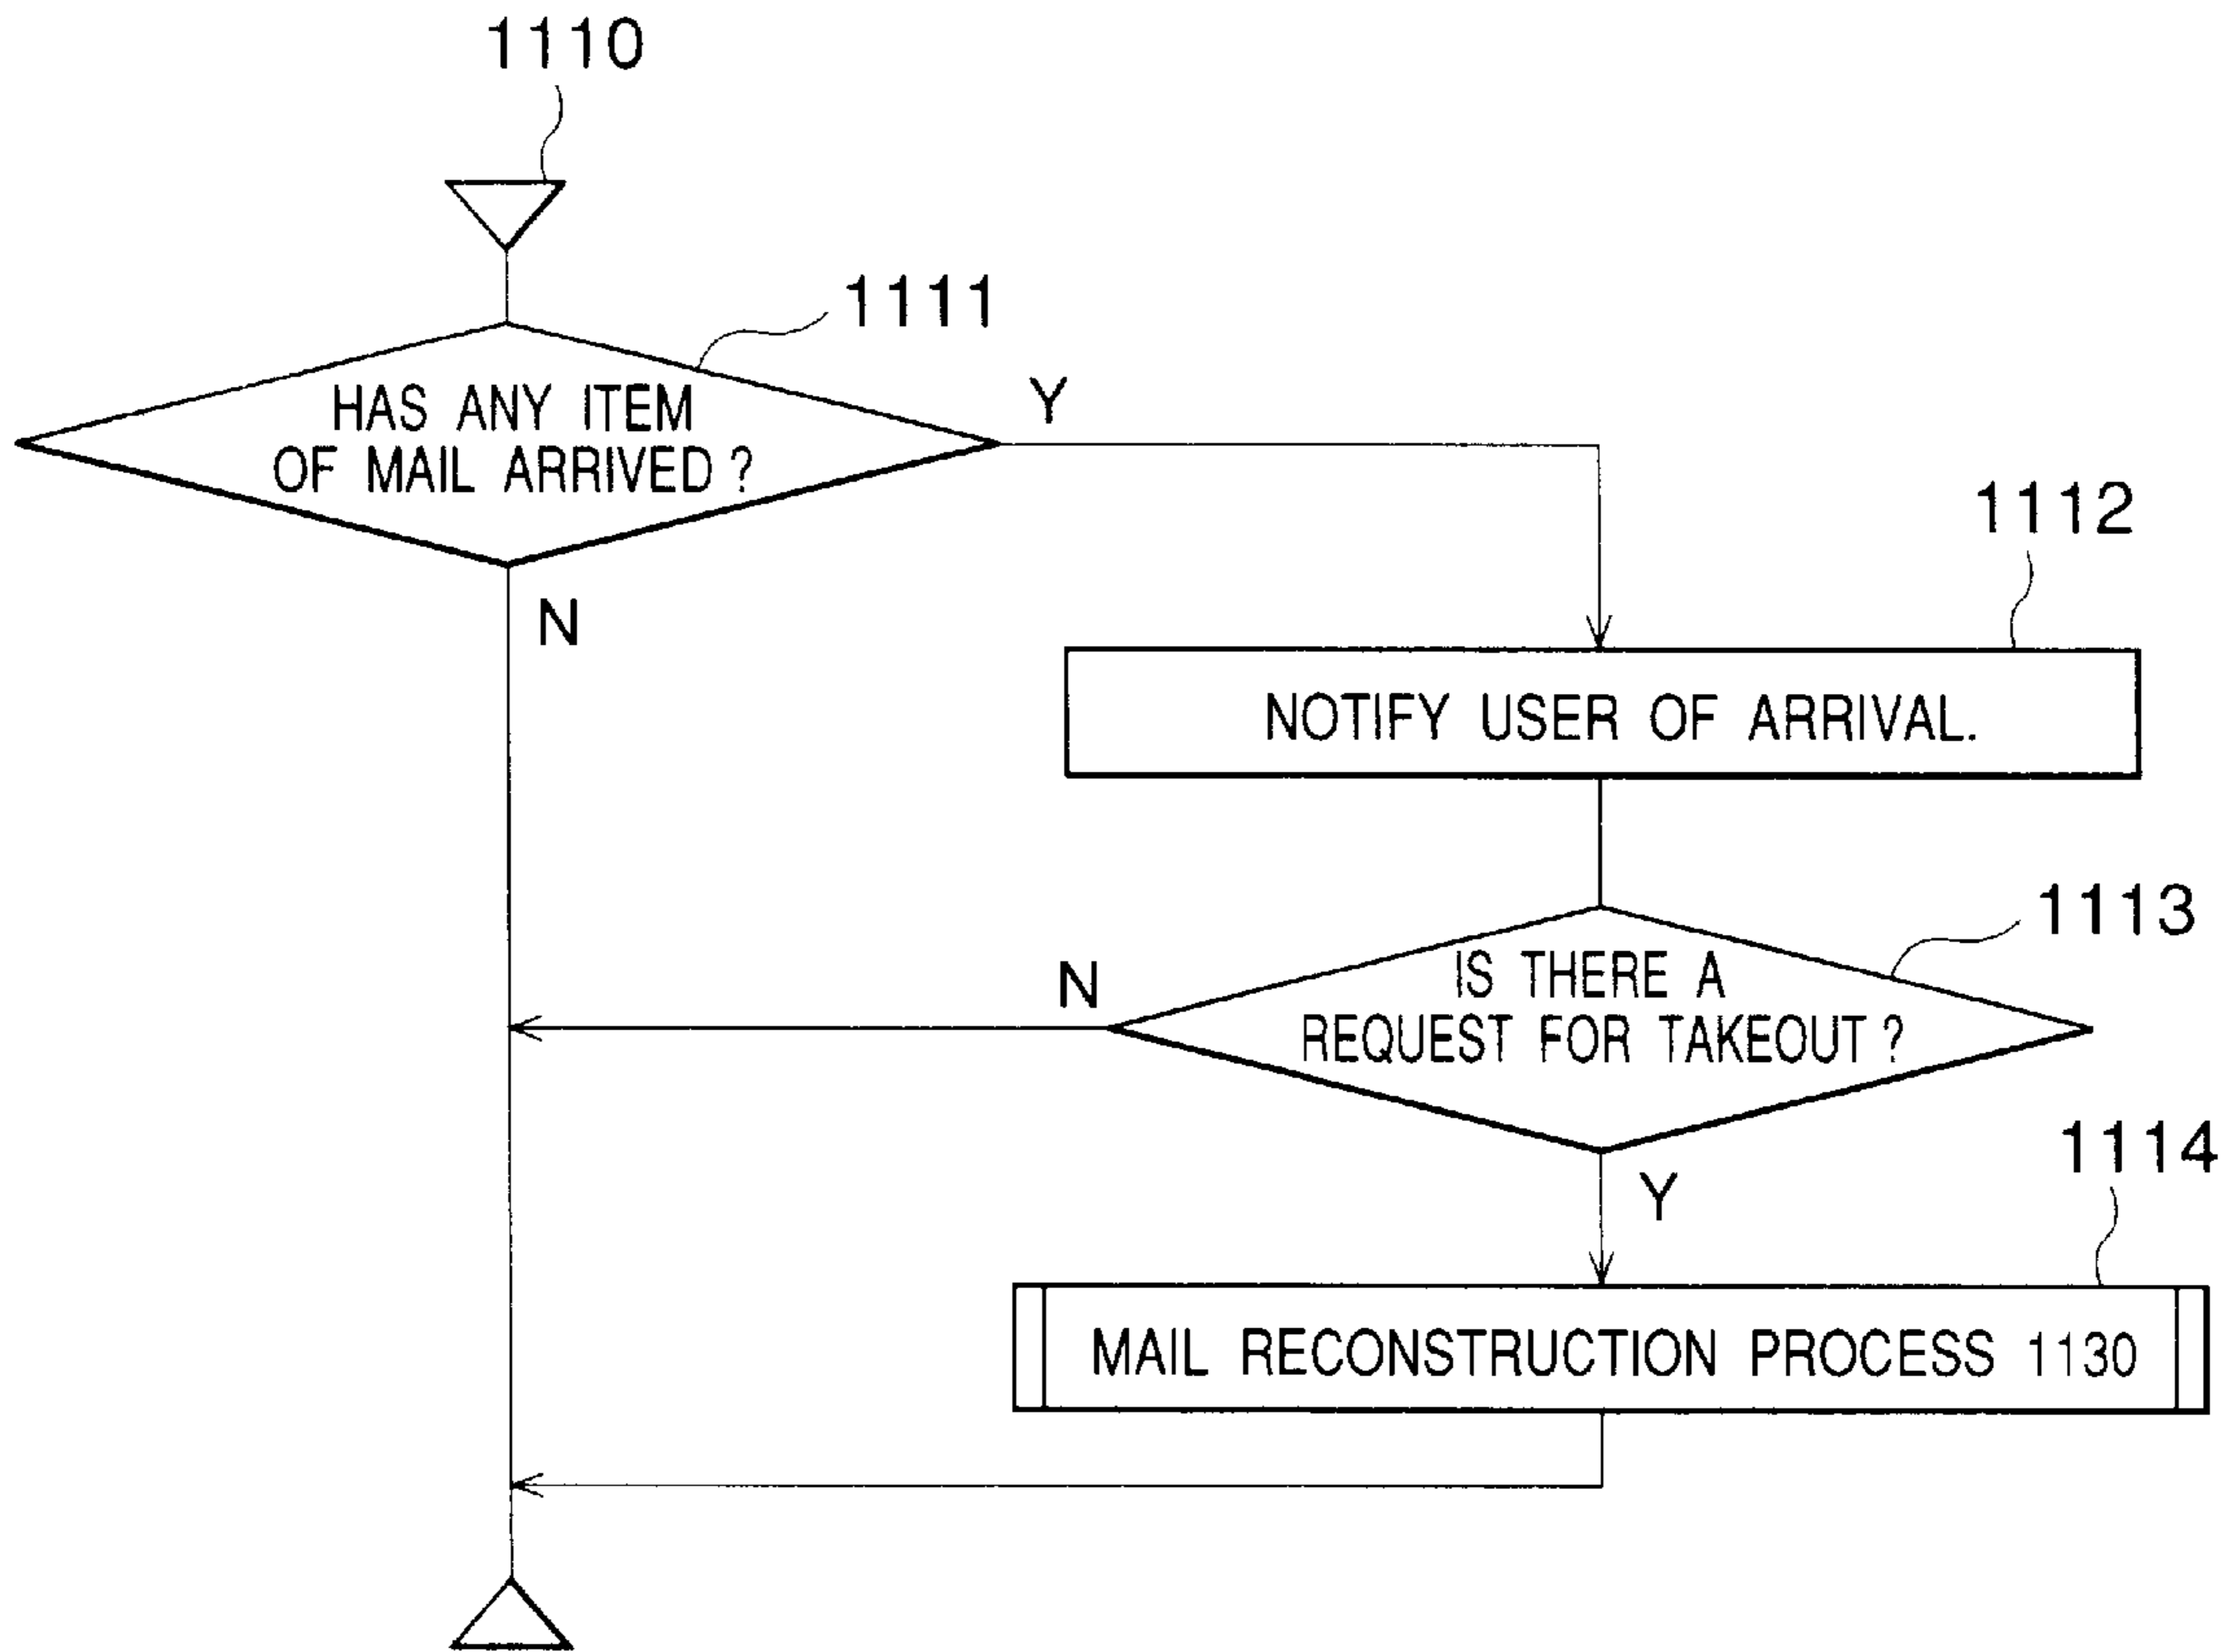 1110
1111
HAS ANY ITEM
OF MAIL ARRIVED?
Y
N
1112
NOTIFY USER OF ARRIVAL.
1113
IS THERE A
REQUEST FOR TAKEOUT?
N
Y
1114
MAIL RECONSTRUCTION PROCESS 1130